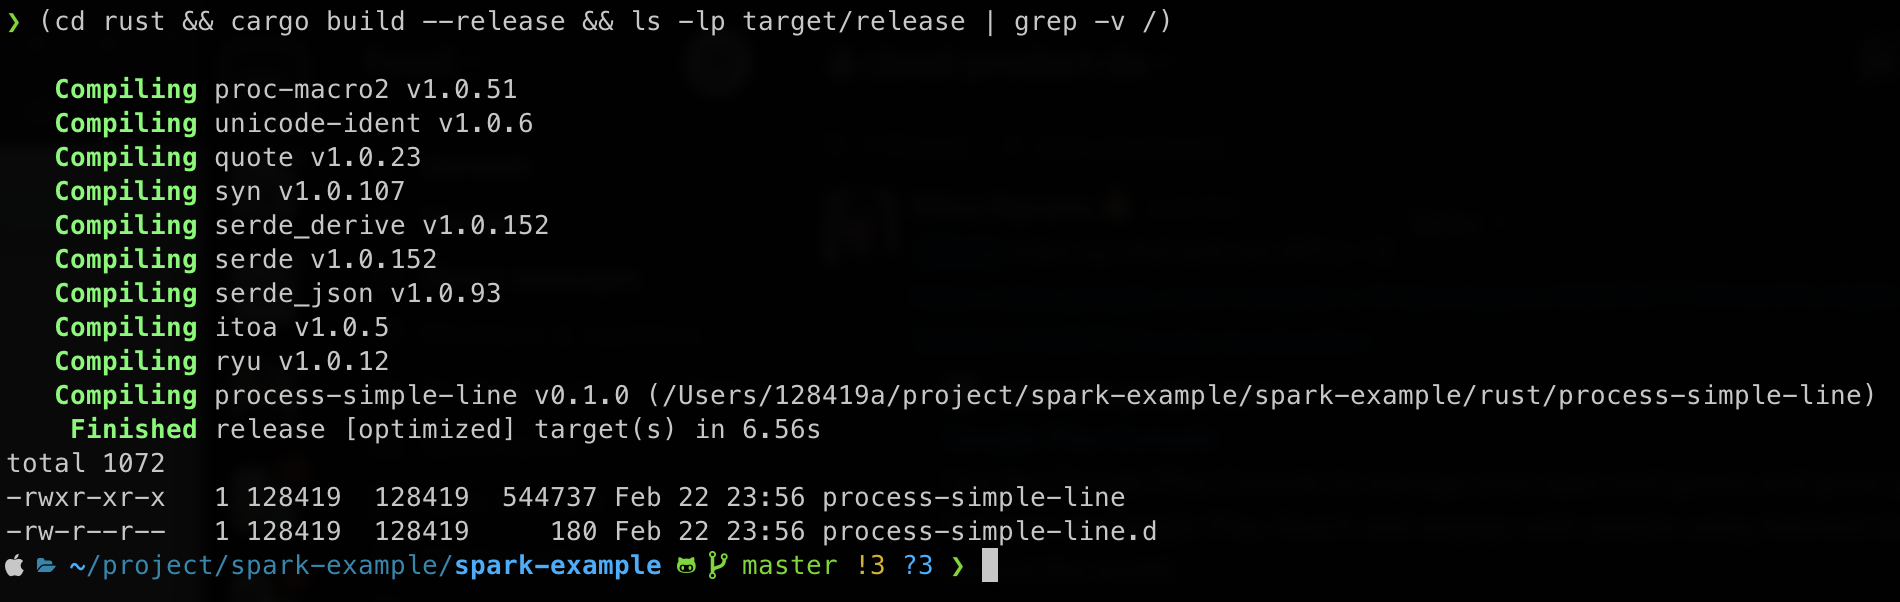 ❯ (cd rust && cargo build --release && ls -lp target/release | grep -v /)
Compiling proc-macro2 v1.0.51
Compiling unicode-ident v1.0.6
Compiling quote v1.0.23
Compiling syn v1.0.107
Compiling serde_derive v1.0.152
Compiling serde v1.0.152
Compiling serde_json v1.0.93
Compiling itoa v1.0.5
Compiling ryu v1.0.12
Compiling process-simple-line v0.1.0 (/Users/128419a/project/spark-example/spark-example/rust/process-simple-line)
Finished release [optimized] target(s) in 6.56s
total 1072
-rwxr-xr-x   1 128419  128419  544737 Feb 22 23:56 process-simple-line
-rw-r--r--   1 128419  128419     180 Feb 22 23:56 process-simple-line.d
~/project/spark-example/spark-example master !3 ?3 ❯